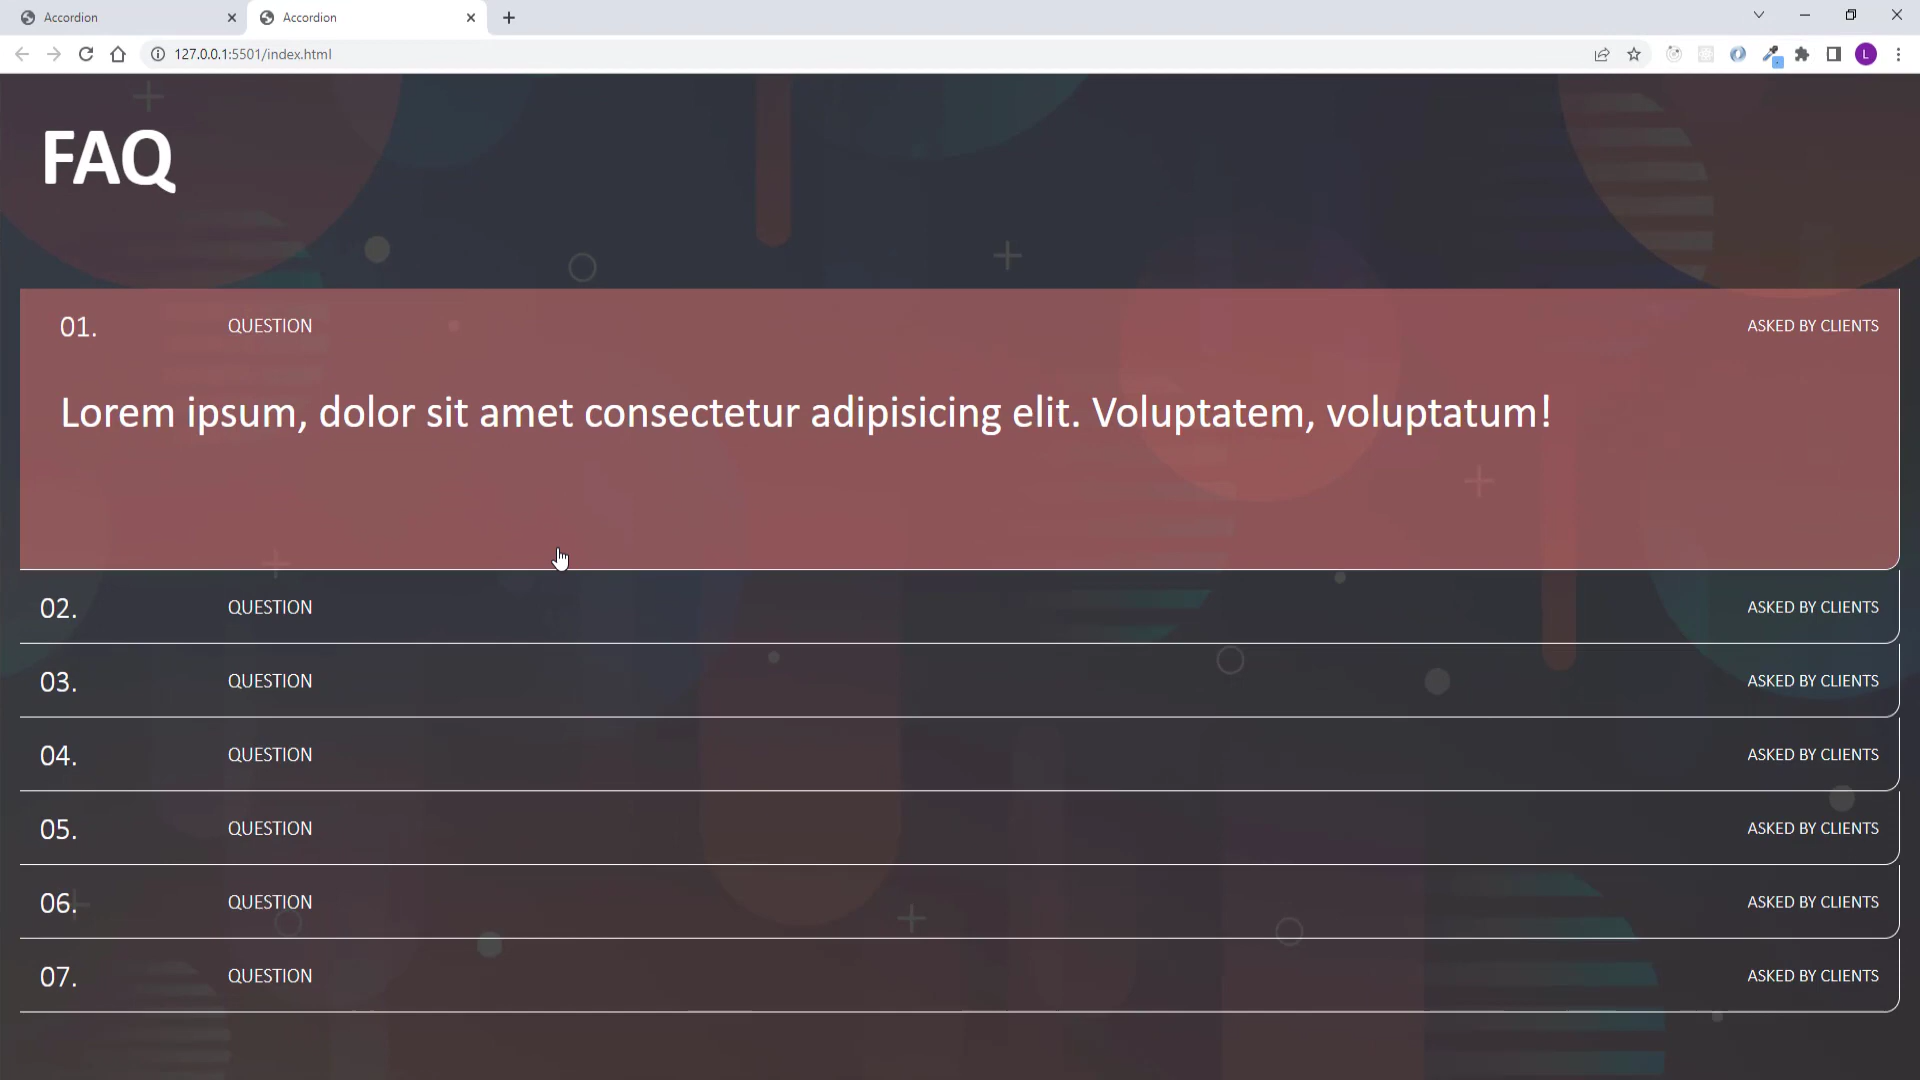 Accordion
Accordion
127.0.0.1:5501/index.html
L
FAQ
01. QUESTION ASKED BY CLIENTS
Lorem ipsum, dolor sit amet consectetur adipisicing elit. Voluptatem, voluptatum!
02. QUESTION ASKED BY CLIENTS
03. QUESTION ASKED BY CLIENTS
04. QUESTION ASKED BY CLIENTS
05. QUESTION ASKED BY CLIENTS
06. QUESTION ASKED BY CLIENTS
07. QUESTION ASKED BY CLIENTS